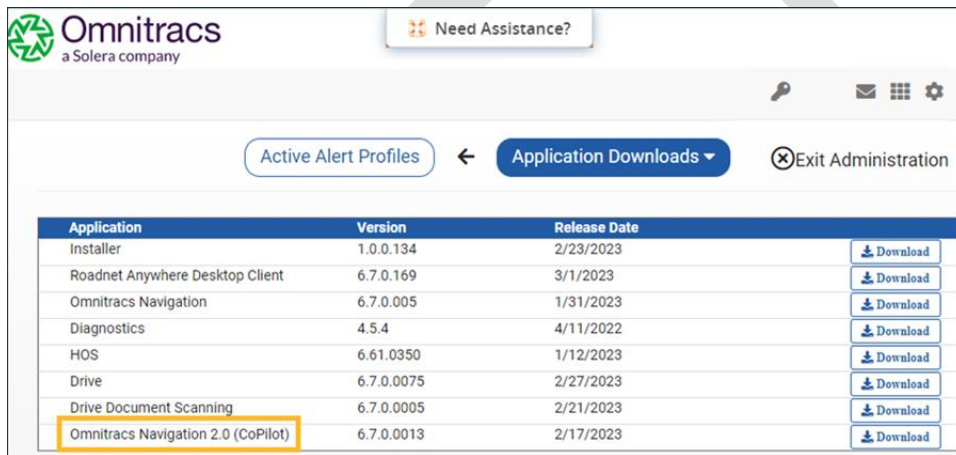 Omnitracs
a Solera company
Need Assistance?
Active Alert Profiles Application Downloads Exit Administration
Application Version Release Date
Installer 1.0.0.134 2/23/2023 Download
Roadnet Anywhere Desktop Client 6.7.0.169 3/1/2023 Download
Omnitracs Navigation 6.7.0.005 1/31/2023 Download
Diagnostics 4.5.4 4/11/2022 Download
HOS 6.61.0350 1/12/2023 Download
Drive 6.7.0.0075 2/27/2023 Download
Drive Document Scanning 6.7.0.0005 2/21/2023 Download
Omnitracs Navigation 2.0 (CoPilot) 6.7.0.0013 2/17/2023 Download